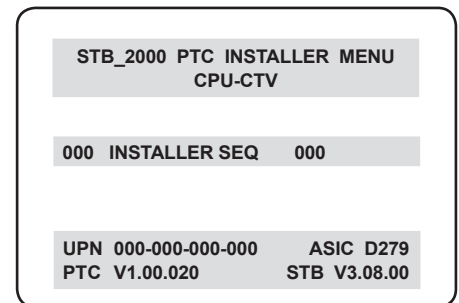 STB_2000 PTC INSTALLER MENU
CPU-CTV
000 INSTALLER SEQ 000
UPN 000-000-000-000 ASIC D279
PTC V1.00.020 STB V3.08.00